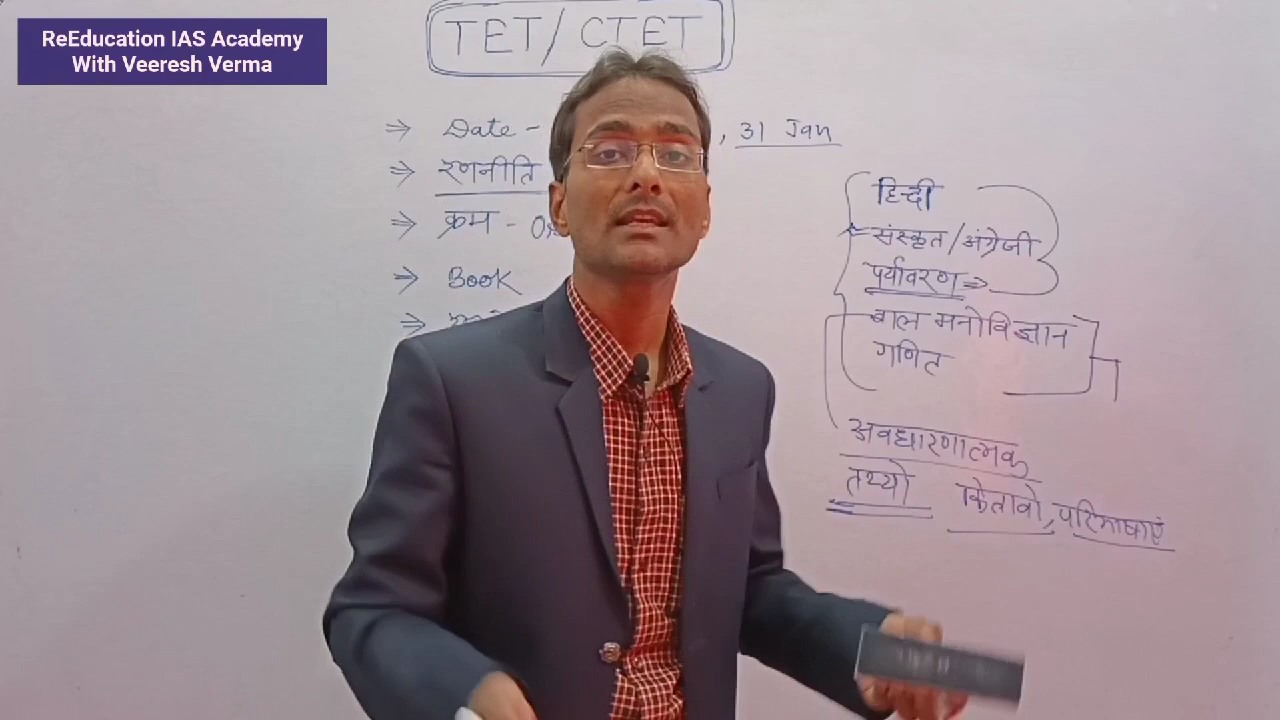 ReEducation IAS Academy
With Veeresh Verma
TET/CTET
⇒ Date - , 31 Jan
⇒ रणनीति
⇒ क्रम -
⇒ Book
हिन्दी
संस्कृत/अंग्रेजी
पर्यावरण ⇒
बाल मनोविज्ञान
गणित
अवधारणात्मक
तथ्यो
किताबो, परिभाषाएं